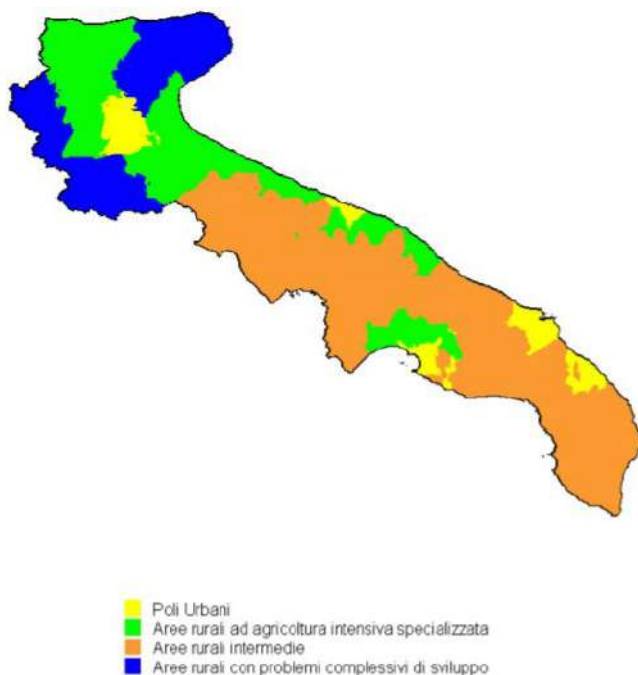 Poli Urbani
Aree rurali ad agricoltura intensiva specializzata
Aree rurali intermedie
Aree rurali con problemi complessivi di sviluppo